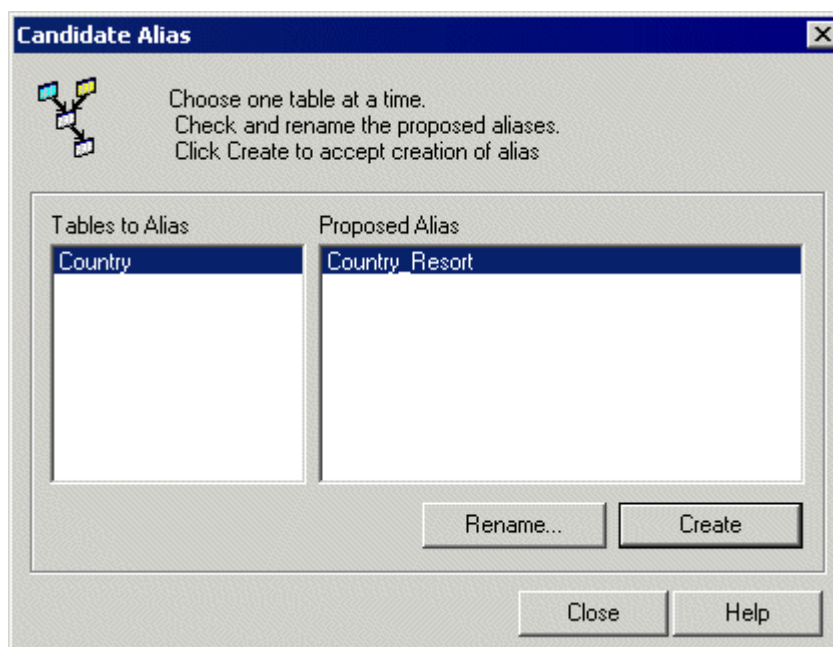 Candidate Alias
Choose one table at a time.
Check and rename the proposed aliases.
Click Create to accept creation of alias
Tables to Alias
Proposed Alias
Country
Country_Resort
Rename...
Create
Close
Help